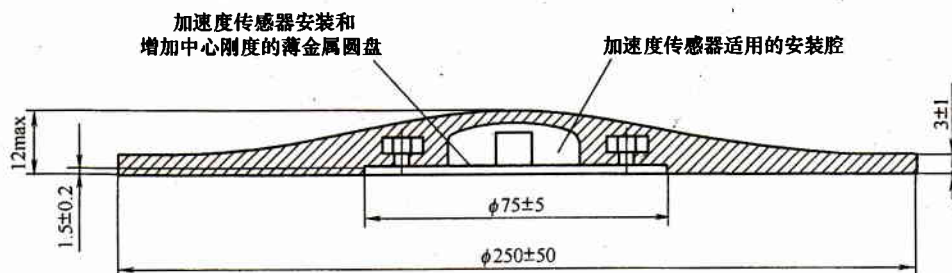 加速度传感器安装和
增加中心刚度的薄金属圆盘
加速度传感器适用的安装腔
12max
3±1
1.5±0.2
ϕ75±5
ϕ250±50